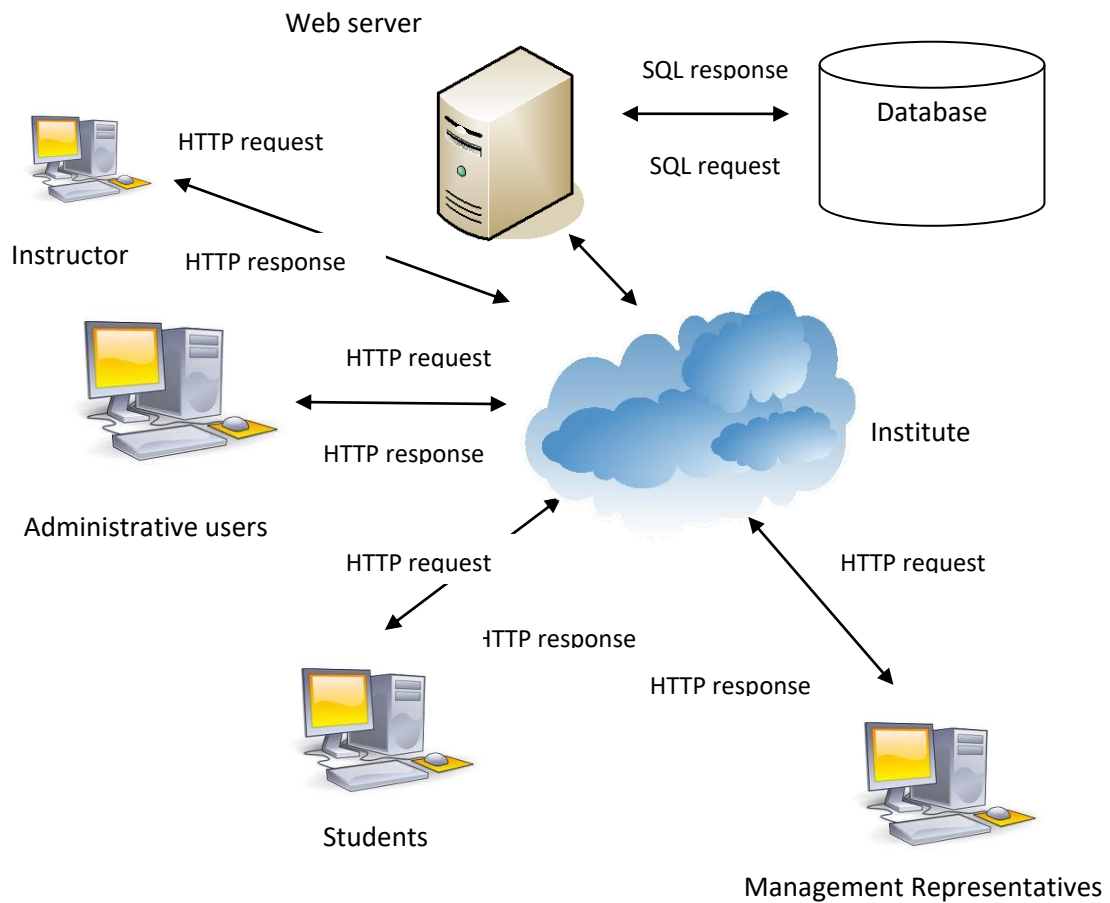 Web server
SQL response
Database
HTTP request
SQL request
Instructor
HTTP response
HTTP request
Institute
HTTP response
Administrative users
HTTP request
HTTP request
HTTP response
HTTP response
Students
Management Representatives